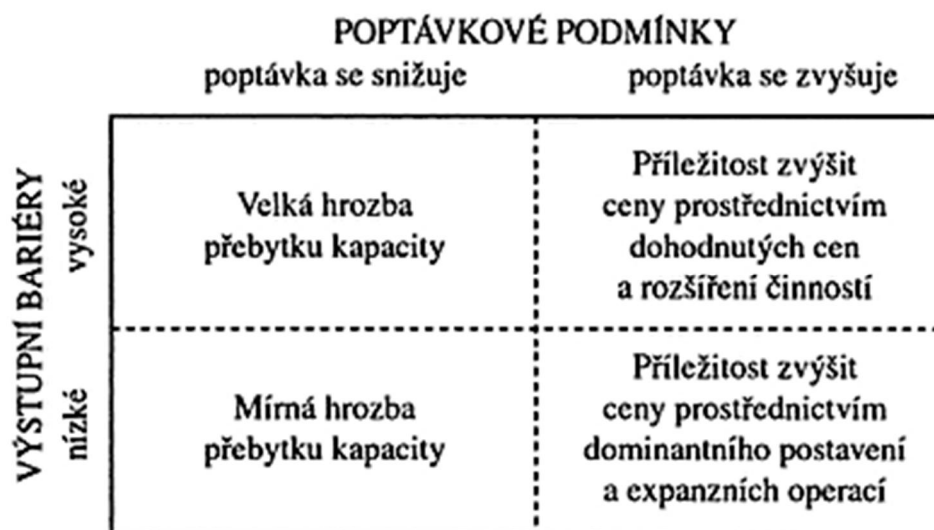 POPTÁVKOVÉ PODMÍNKY
poptávka se snižuje
poptávka se zvyšuje
VÝSTUPNÍ BARIÉRY
vysoké
Velká hrozba
přebytku kapacity
Příležitost zvýšit
ceny prostřednictvím
dohodnutých cen
a rozšíření činností
nízké
Mírná hrozba
přebytku kapacity
Příležitost zvýšit
ceny prostřednictvím
dominantního postavení
a expanzních operací